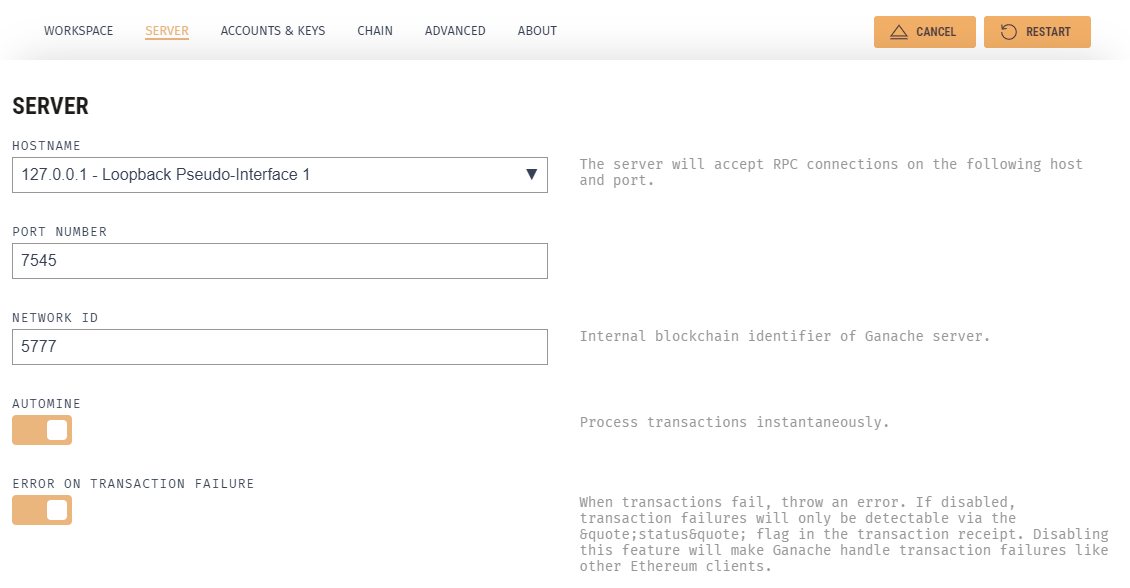 WORKSPACE SERVER ACCOUNTS & KEYS CHAIN ADVANCED ABOUT CANCEL RESTART
SERVER
HOSTNAME
127.0.0.1 - Loopback Pseudo-Interface 1
The server will accept RPC connections on the following host
and port.
PORT NUMBER
7545
NETWORK ID
5777
Internal blockchain identifier of Ganache server.
AUTOMINE
Process transactions instantaneously.
ERROR ON TRANSACTION FAILURE
When transactions fail, throw an error. If disabled,
transaction failures will only be detectable via the
&quote;status&quote; flag in the transaction receipt. Disabling
this feature will make Ganache handle transaction failures like
other Ethereum clients.